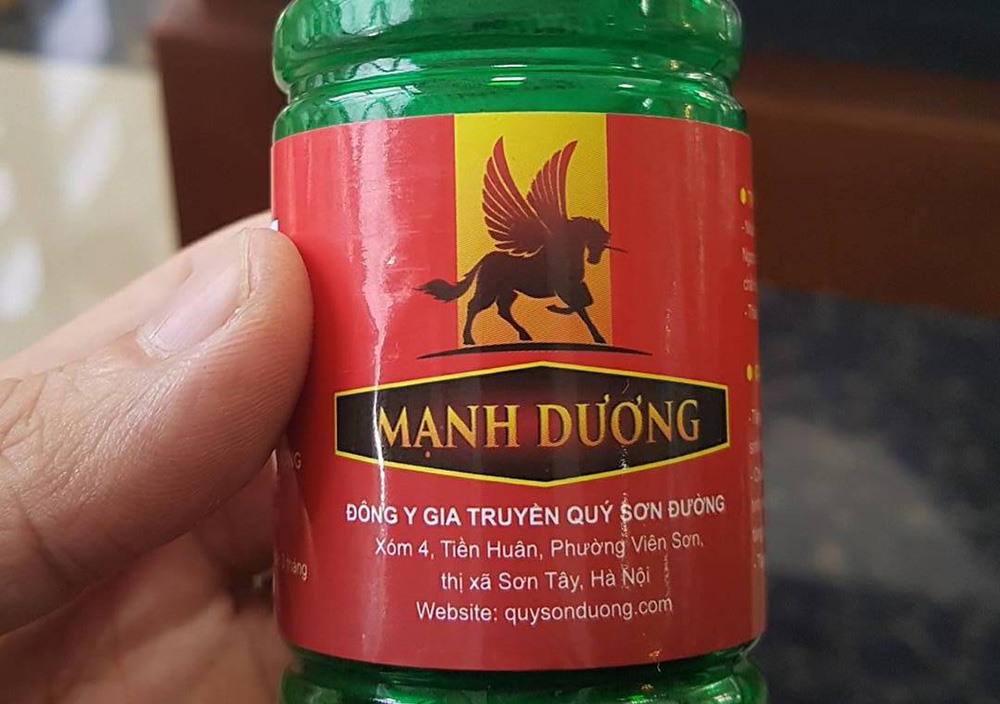 MẠNH DƯƠNG
ĐÔNG Y GIA TRUYỀN QUÝ SƠN ĐƯỜNG
Xóm 4, Tiền Huân, Phường Viên Sơn,
thị xã Sơn Tây, Hà Nội
Website: quysonduong.com
tháng